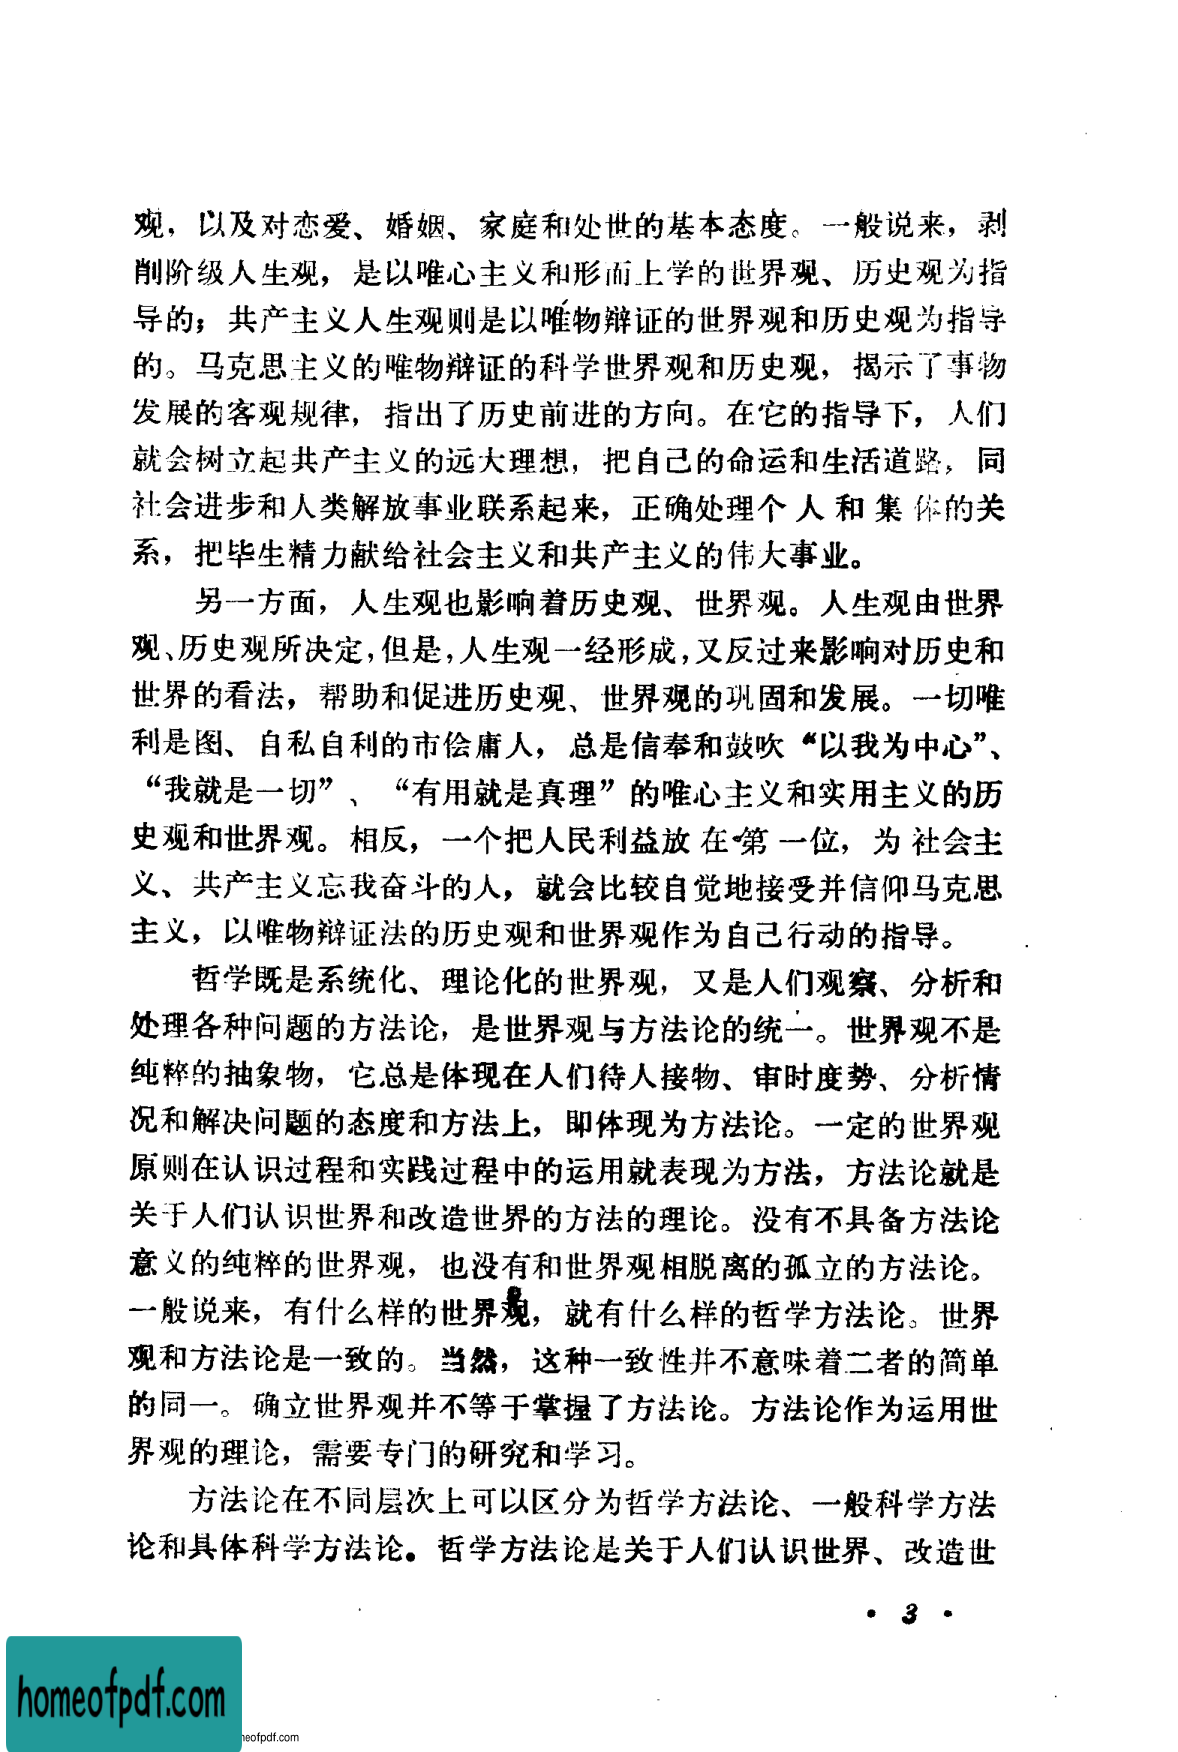 观，以及对恋爱、婚姻、家庭和处世的基本态度。一般说来，剥
削阶级人生观，是以唯心主义和形而上学的世界观、历史观为指
导的；共产主义人生观则是以唯物辩证的世界观和历史观为指导
的。马克思主义的唯物辩证的科学世界观和历史观，揭示了事物
发展的客观规律，指出了历史前进的方向。在它的指导下，人们
就会树立起共产主义的远大理想，把自己的命运和生活道路，同
社会进步和人类解放事业联系起来，正确处理个人和集体的关
系，把毕生精力献给社会主义和共产主义的伟大事业。
另一方面，人生观也影响着历史观、世界观。人生观由世界
观、历史观所决定，但是，人生观一经形成，又反过来影响对历史和
世界的看法，帮助和促进历史观、世界观的巩固和发展。一切唯
利是图、自私自利的市侩庸人，总是信奉和鼓吹“以我为中心”、
“我就是一切”、“有用就是真理”的唯心主义和实用主义的历
史观和世界观。相反，一个把人民利益放在第一位，为社会主
义、共产主义忘我奋斗的人，就会比较自觉地接受并信仰马克思
主义，以唯物辩证法的历史观和世界观作为自己行动的指导。
哲学既是系统化、理论化的世界观，又是人们观察、分析和
处理各种问题的方法论，是世界观与方法论的统一。世界观不是
纯粹的抽象物，它总是体现在人们待人接物、审时度势、分析情
况和解决问题的态度和方法上，即体现为方法论。一定的世界观
原则在认识过程和实践过程中的运用就表现为方法，方法论就是
关于人们认识世界和改造世界的方法的理论。没有不具备方法论
意义的纯粹的世界观，也没有和世界观相脱离的孤立的方法论。
一般说来，有什么样的世界观，就有什么样的哲学方法论。世界
观和方法论是一致的。当然，这种一致性并不意味着二者的简单
的同一。确立世界观并不等于掌握了方法论。方法论作为运用世
界观的理论，需要专门的研究和学习。
方法论在不同层次上可以区分为哲学方法论、一般科学方法
论和具体科学方法论。哲学方法论是关于人们认识世界、改造世
• 3 •
homeofpdf.com
neofpdf.com